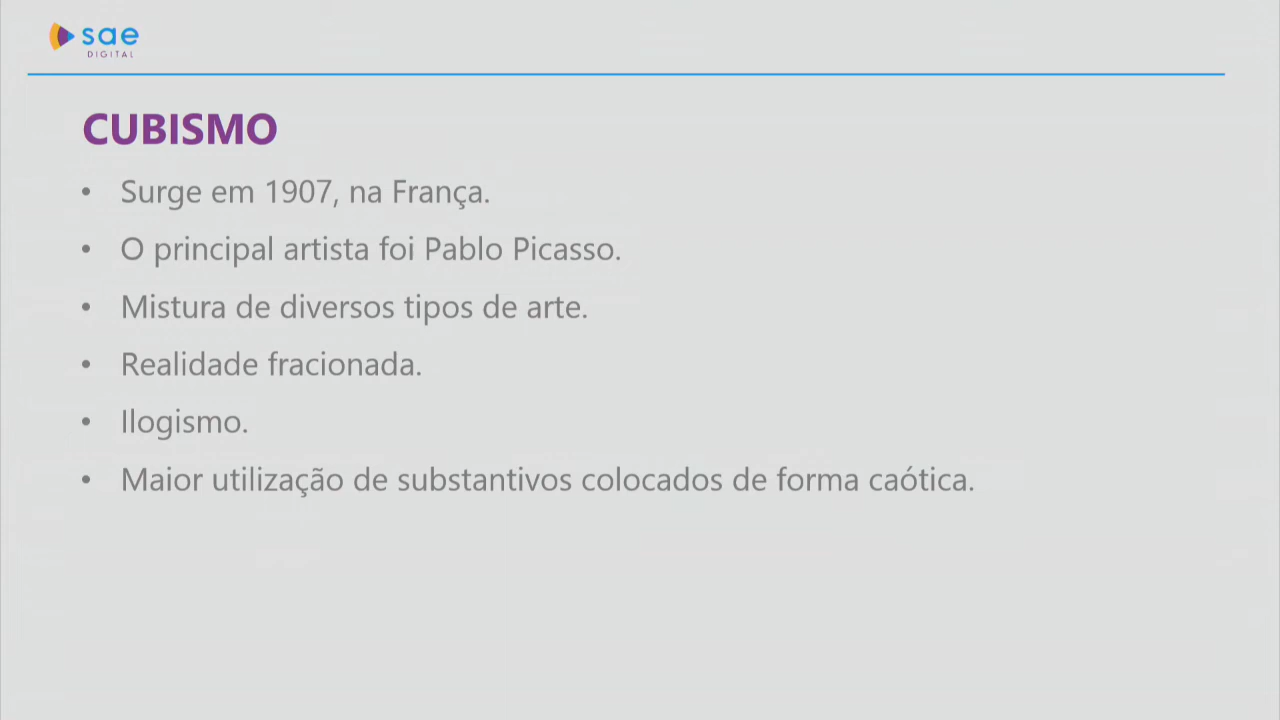 sae
DIGITAL
CUBISMO
• Surge em 1907, na França.
• O principal artista foi Pablo Picasso.
• Mistura de diversos tipos de arte.
• Realidade fracionada.
• Ilogismo.
• Maior utilização de substantivos colocados de forma caótica.